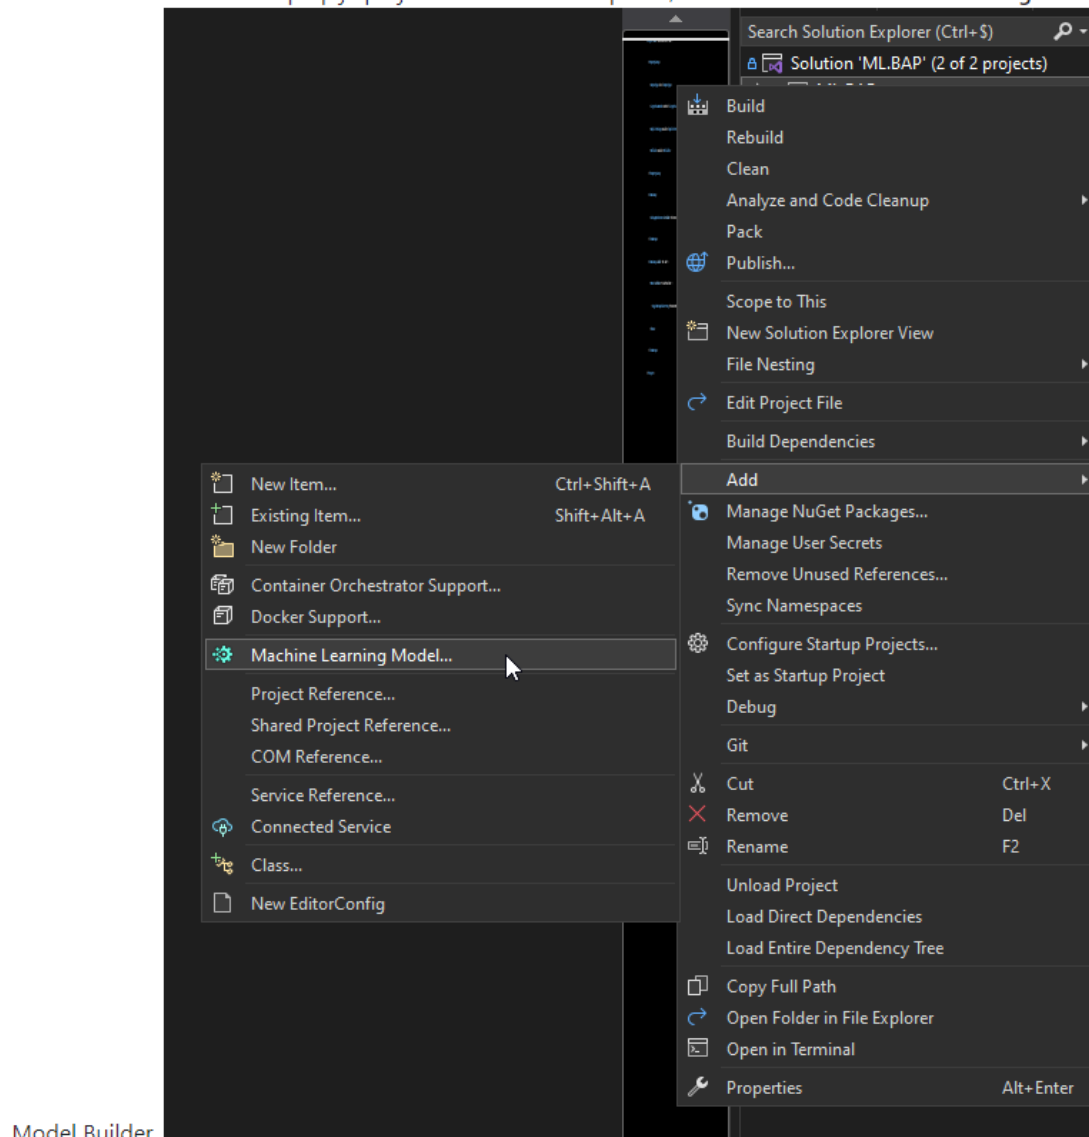 Search Solution Explorer (Ctrl+$)
Solution 'ML.BAP' (2 of 2 projects)
Build
Rebuild
Clean
Analyze and Code Cleanup
Pack
Publish...
Scope to This
New Solution Explorer View
File Nesting
Edit Project File
Build Dependencies
Add
Manage NuGet Packages...
Manage User Secrets
Remove Unused References...
Sync Namespaces
Configure Startup Projects...
Set as Startup Project
Debug
Git
Cut Ctrl+X
Remove Del
Rename F2
Unload Project
Load Direct Dependencies
Load Entire Dependency Tree
Copy Full Path
Open Folder in File Explorer
Open in Terminal
Properties Alt+Enter
New Item... Ctrl+Shift+A
Existing Item... Shift+Alt+A
New Folder
Container Orchestrator Support...
Docker Support...
Machine Learning Model...
Project Reference...
Shared Project Reference...
COM Reference...
Service Reference...
Connected Service
Class...
New EditorConfig
Model Builder